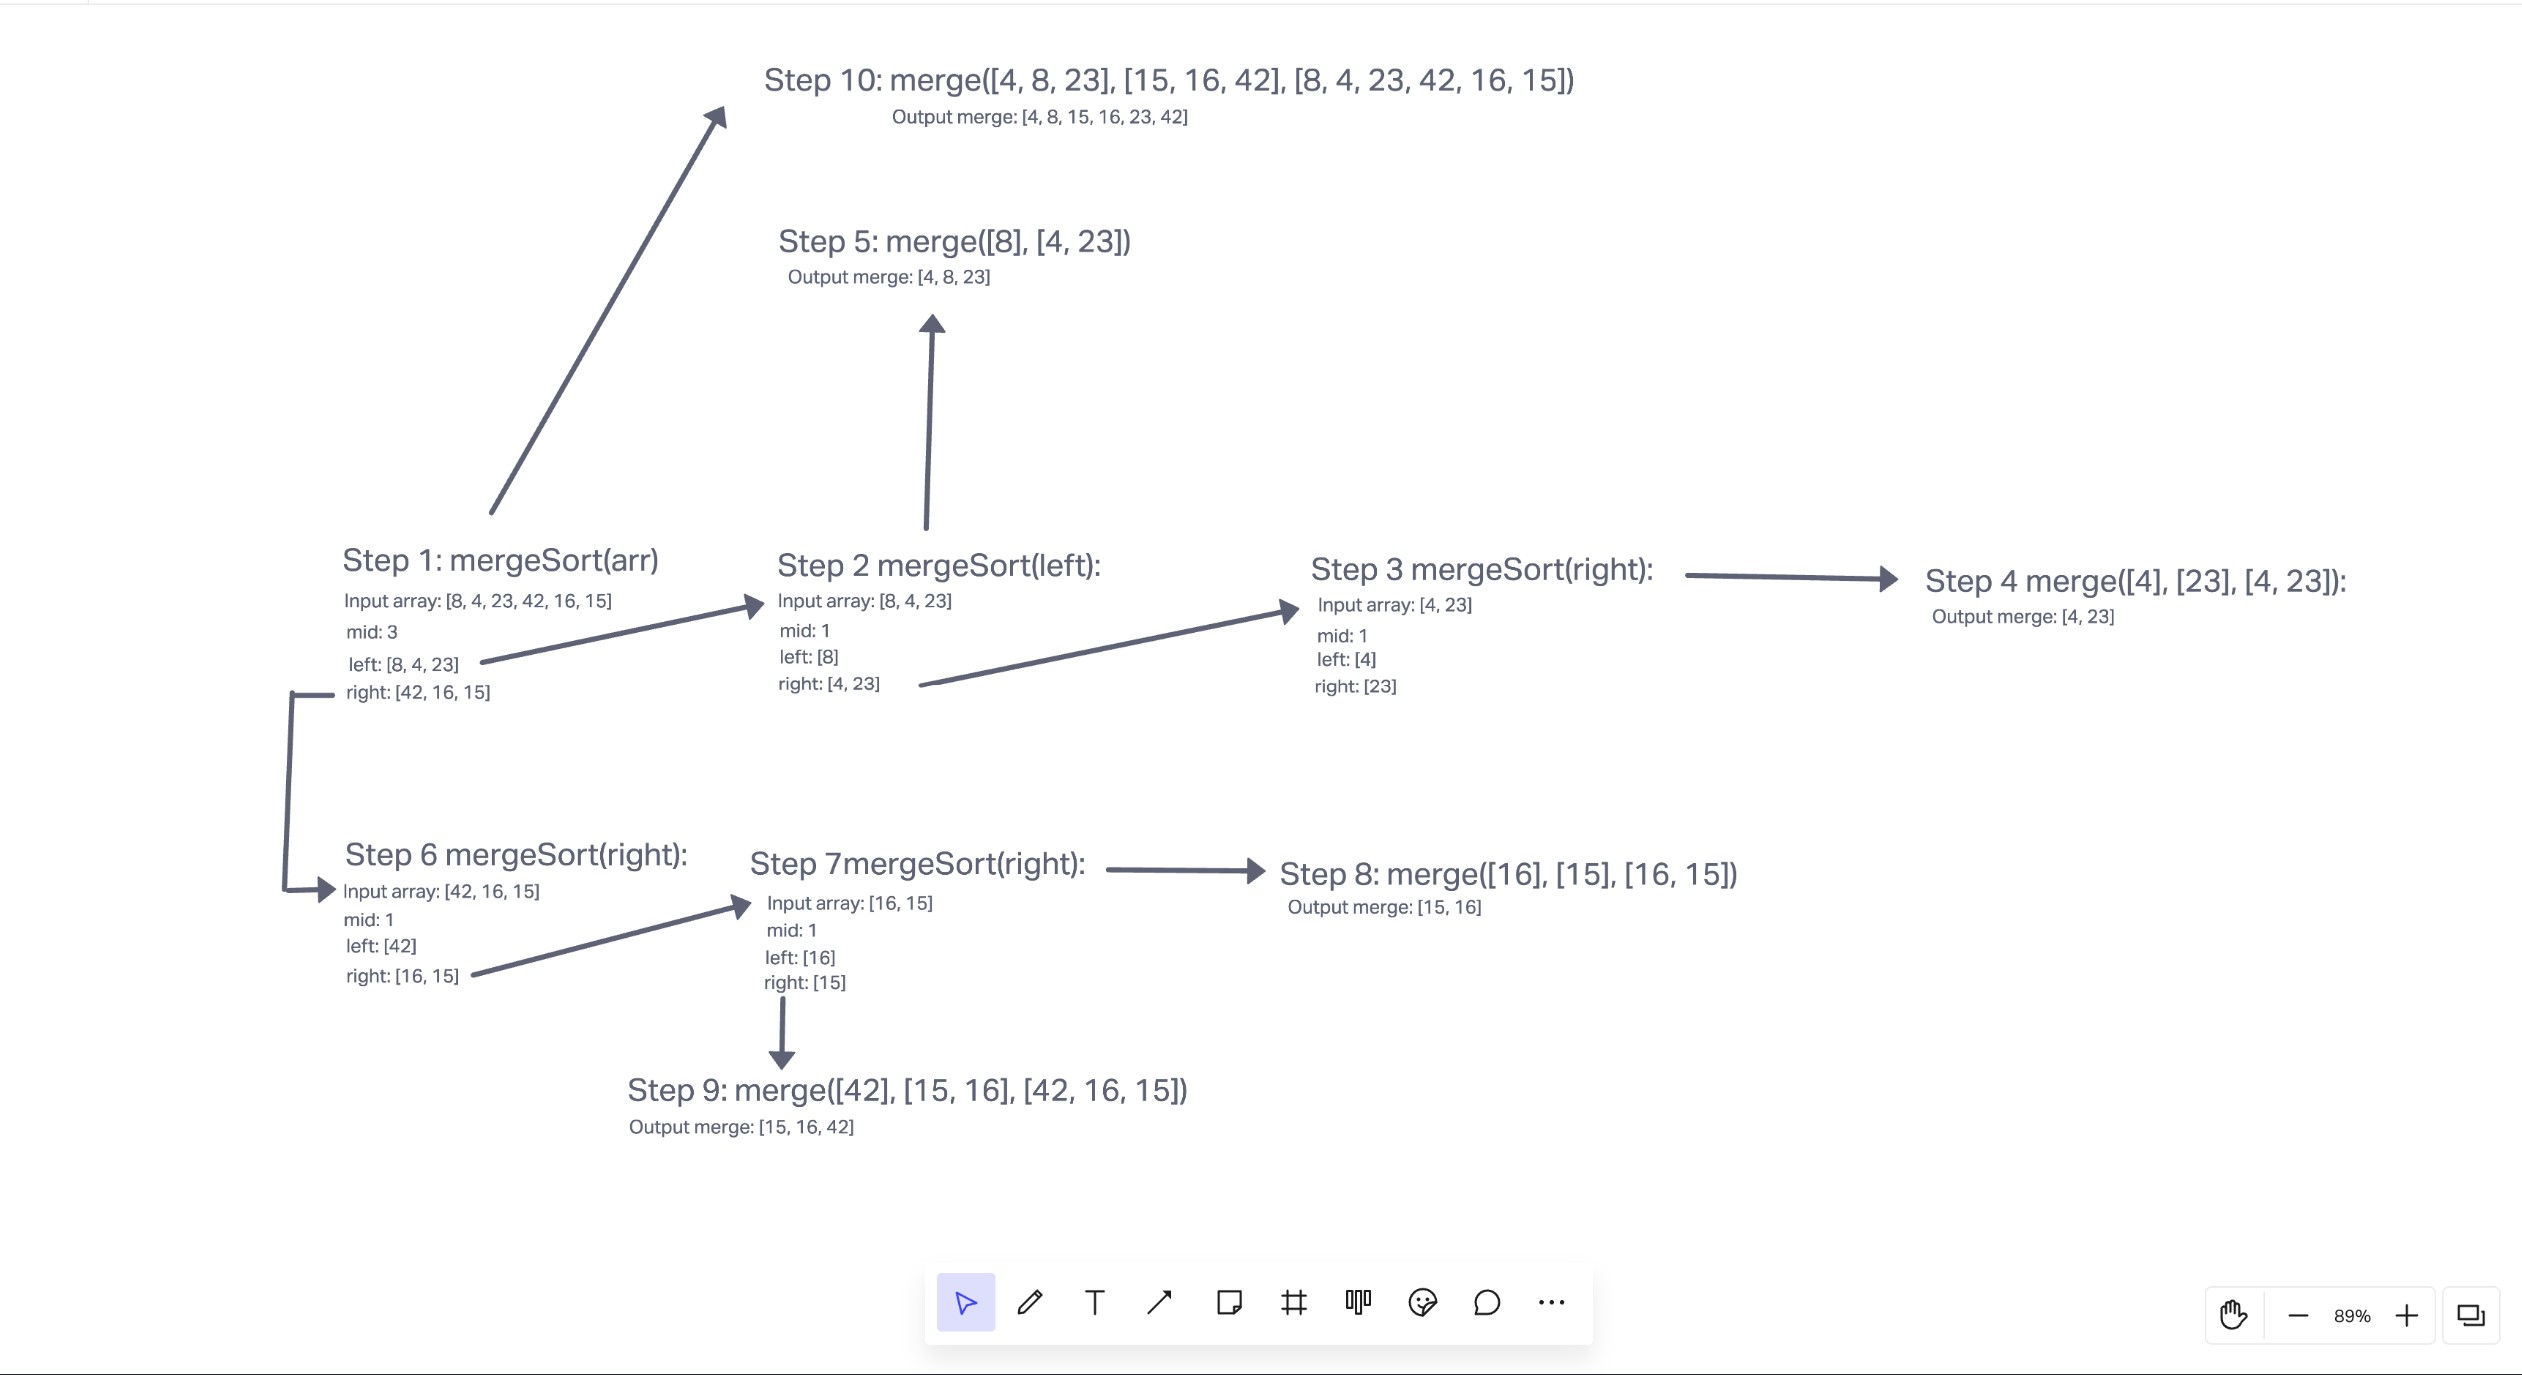 Step 10: merge([4, 8, 23], [15, 16, 42], [8, 4, 23, 42, 16, 15])
Output merge: [4, 8, 15, 16, 23, 42]
Step 5: merge([8], [4, 23])
Output merge: [4, 8, 23]
Step 1: mergeSort(arr)
Input array: [8, 4, 23, 42, 16, 15]
mid: 3
left: [8, 4, 23]
right: [42, 16, 15]
Step 2 mergeSort(left):
Input array: [8, 4, 23]
mid: 1
left: [8]
right: [4, 23]
Step 3 mergeSort(right):
Input array: [4, 23]
mid: 1
left: [4]
right: [23]
Step 4 merge([4], [23], [4, 23]):
Output merge: [4, 23]
Step 6 mergeSort(right):
Input array: [42, 16, 15]
mid: 1
left: [42]
right: [16, 15]
Step 7mergeSort(right):
Input array: [16, 15]
mid: 1
left: [16]
right: [15]
Step 8: merge([16], [15], [16, 15])
Output merge: [15, 16]
Step 9: merge([42], [15, 16], [42, 16, 15])
Output merge: [15, 16, 42]
89%